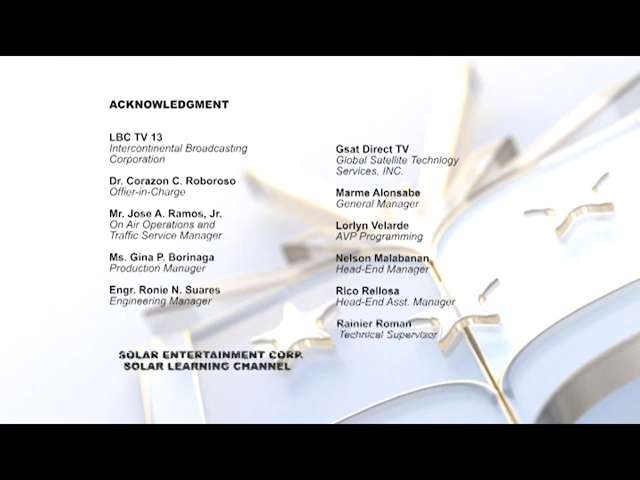 ACKNOWLEDGMENT
LBC TV 13
Intercontinental Broadcasting
Corporation
Dr. Corazon C. Roboroso
Offier-in-Charge
Mr. Jose A. Ramos, Jr.
On Air Operations and
Traffic Service Manager
Ms. Gina P. Borinaga
Production Manager
Engr. Ronie N. Suares
Engineering Manager
SOLAR ENTERTAINMENT CORP.
SOLAR LEARNING CHANNEL
Gsat Direct TV
Global Satellite Technlogy
Services, INC.
Marme Alonsabe
General Manager
Lorlyn Velarde
AVP Programming
Nelson Malabanan
Head-End Manager
Rico Rellosa
Head-End Asst. Manager
Rainier Roman
Technical Supervisor